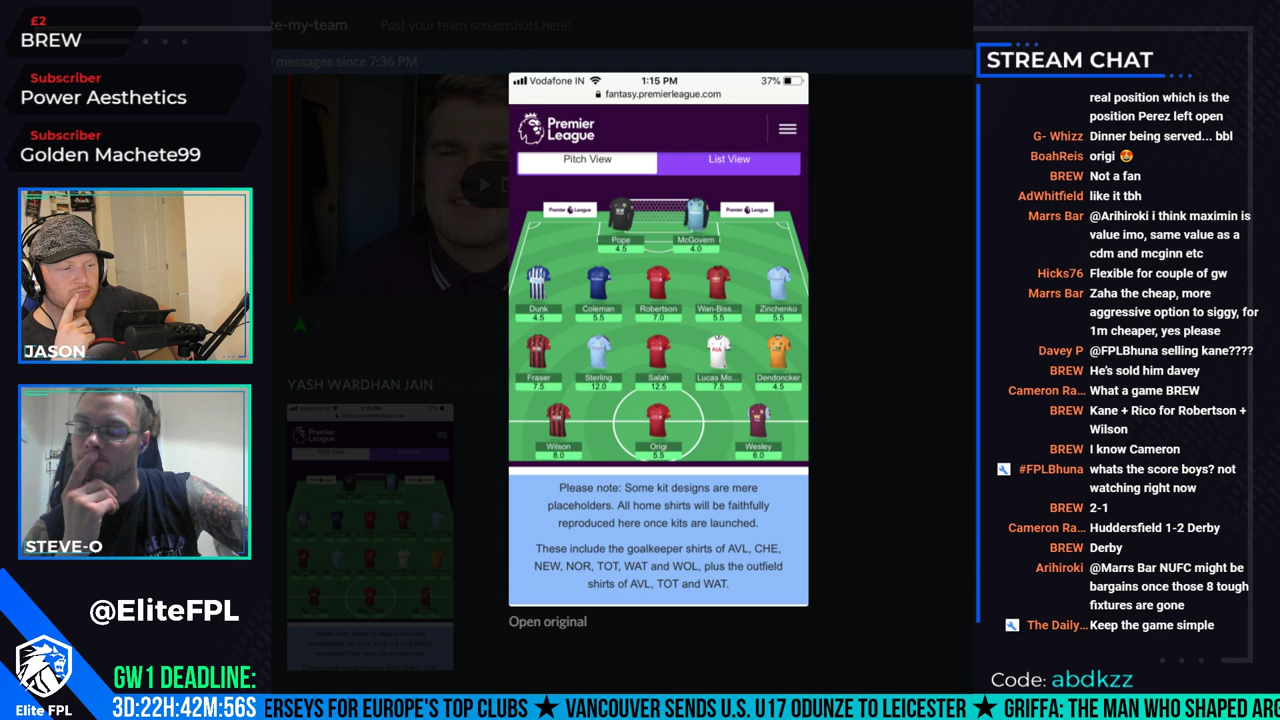 £2
BREW
Subscriber
Power Aesthetics
Subscriber
Golden Machete99
JASON
STEVE-O
@EliteFPL
GW1 DEADLINE:
3D:22H:42M:56S
Elite FPL
te-my-team
Post your team screenshots here!
messages since 7:36 PM
YASH WARDHAN JAIN
Vodafone IN 1:15 PM 37%
fantasy.premierleague.com
Premier
League
Pitch View List View
Premier League Premier League
Pope McGovern
4.5 4.0
Dunk Coleman Robertson Wan-Biss... Zinchenko
4.5 5.5 7.0 5.5 5.5
Fraser Sterling Salah Lucas Mo... Dendoncker
7.5 12.0 12.5 7.5 4.5
Wilson Origi Wesley
8.0 5.5 6.0
Please note: Some kit designs are mere
placeholders. All home shirts will be faithfully
reproduced here once kits are launched.
These include the goalkeeper shirts of AVL, CHE,
NEW, NOR, TOT, WAT and WOL, plus the outfield
shirts of AVL, TOT and WAT.
Open original
STREAM CHAT
real position which is the
position Perez left open
G- Whizz Dinner being served... bbl
BoahReis origi 😍
BREW Not a fan
AdWhitfield like it tbh
Marrs Bar @Arihiroki i think maximin is
value imo, same value as a
cdm and mcginn etc
Hicks76 Flexible for couple of gw
Marrs Bar Zaha the cheap, more
aggressive option to siggy, for
1m cheaper, yes please
Davey P @FPLBhuna selling kane????
BREW He's sold him davey
Cameron Ra... What a game BREW
BREW Kane + Rico for Robertson +
Wilson
BREW I know Cameron
#FPLBhuna whats the score boys? not
watching right now
BREW 2-1
Cameron Ra... Huddersfield 1-2 Derby
BREW Derby
Arihiroki @Marrs Bar NUFC might be
bargains once those 8 tough
fixtures are gone
The Daily... Keep the game simple
Code: abdkzz
ERSEYS FOR EUROPE'S TOP CLUBS ★ VANCOUVER SENDS U.S. U17 ODUNZE TO LEICESTER ★ GRIFFA: THE MAN WHO SHAPED ARG